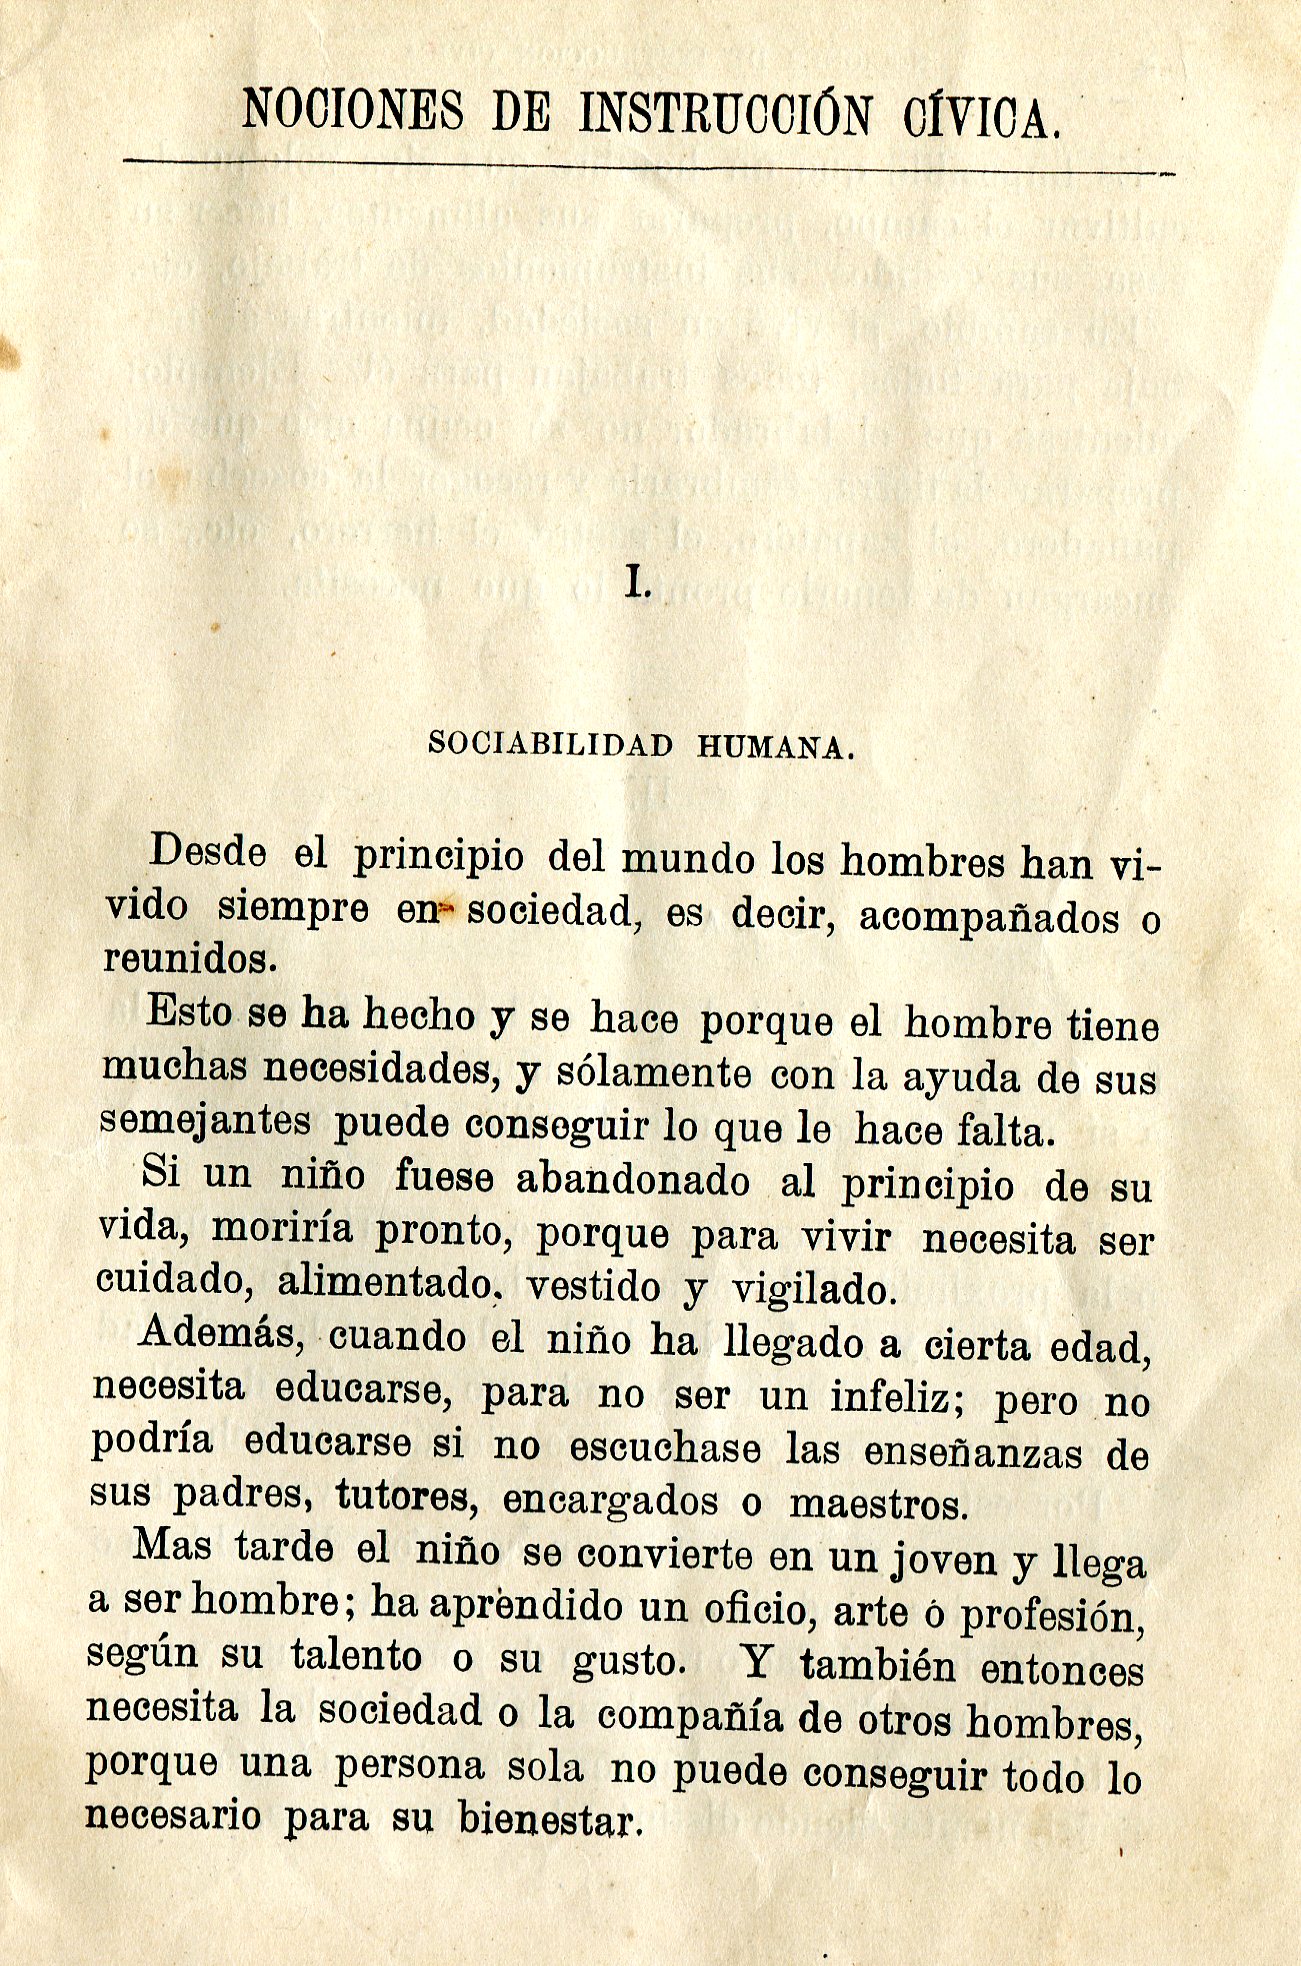 NOCIONES DE INSTRUCCIÓN CÍVICA.
I.
SOCIABILIDAD HUMANA.
Desde el principio del mundo los hombres han vi-
vido siempre en sociedad, es decir, acompañados o
reunidos.
Esto se ha hecho y se hace porque el hombre tiene
muchas necesidades, y sólamente con la ayuda de sus
semejantes puede conseguir lo que le hace falta.
Si un niño fuese abandonado al principio de su
vida, moriría pronto, porque para vivir necesita ser
cuidado, alimentado, vestido y vigilado.
Además, cuando el niño ha llegado a cierta edad,
necesita educarse, para no ser un infeliz; pero no
podría educarse si no escuchase las enseñanzas de
sus padres, tutores, encargados o maestros.
Mas tarde el niño se convierte en un joven y llega
a ser hombre; ha aprendido un oficio, arte ó profesión,
según su talento o su gusto. Y también entonces
necesita la sociedad o la compañía de otros hombres,
porque una persona sola no puede conseguir todo lo
necesario para su bienestar.